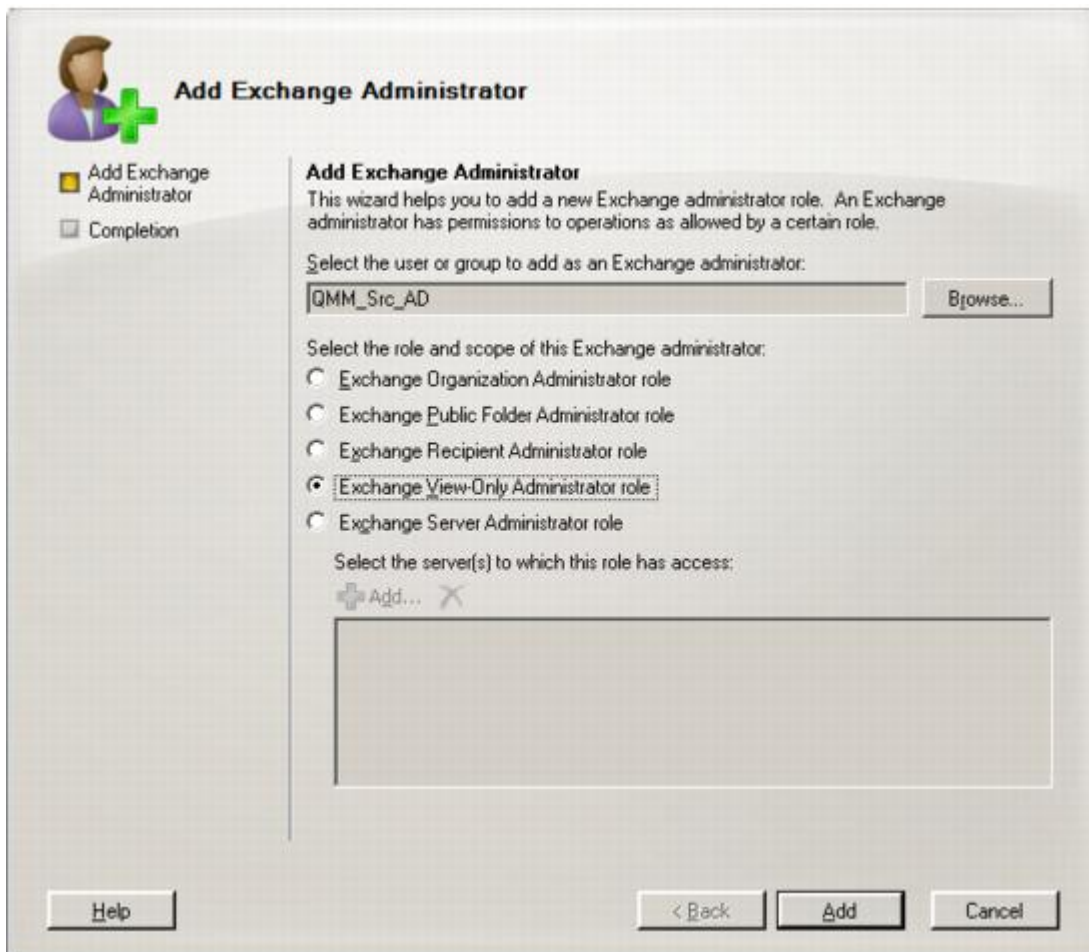 Add Exchange Administrator
Add Exchange
Administrator
Completion
Add Exchange Administrator
This wizard helps you to add a new Exchange administrator role. An Exchange
administrator has permissions to operations as allowed by a certain role.
Select the user or group to add as an Exchange administrator:
QMM_Src_AD
Browse...
Select the role and scope of this Exchange administrator:
Exchange Organization Administrator role
Exchange Public Folder Administrator role
Exchange Recipient Administrator role
Exchange View-Only Administrator role
Exchange Server Administrator role
Select the server(s) to which this role has access:
Add...
Help
< Back
Add
Cancel